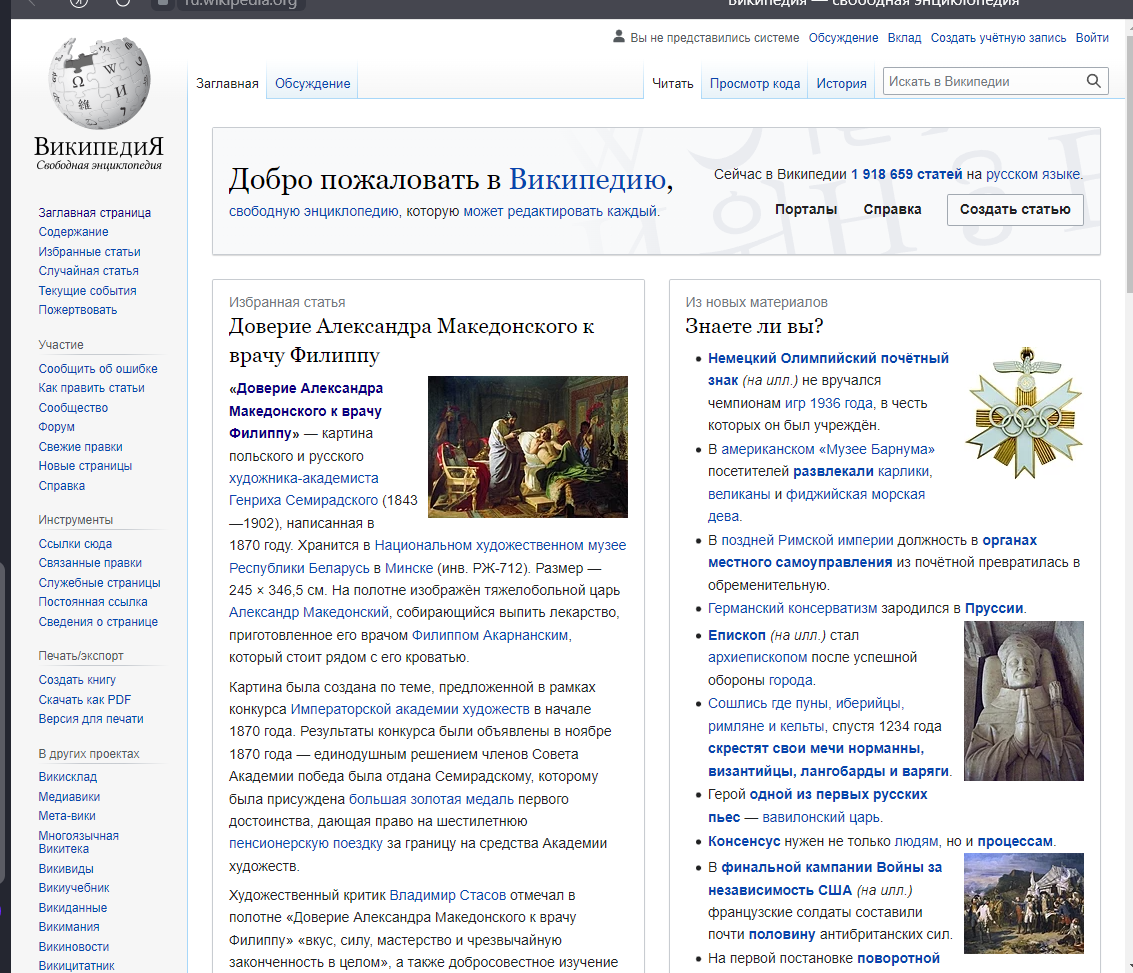 ru.wikipedia.org
Википедия — свободная энциклопедия
Вы не представились системе Обсуждение Вклад Создать учётную запись Войти
Заглавная Обсуждение Читать Просмотр кода История Искать в Википедии
ВикипедиЯ
Свободная энциклопедия
Заглавная страница
Содержание
Избранные статьи
Случайная статья
Текущие события
Пожертвовать
Участие
Сообщить об ошибке
Как править статьи
Сообщество
Форум
Свежие правки
Новые страницы
Справка
Инструменты
Ссылки сюда
Связанные правки
Служебные страницы
Постоянная ссылка
Сведения о странице
Печать/экспорт
Создать книгу
Скачать как PDF
Версия для печати
В других проектах
Викисклад
Медиавики
Мета-вики
Многоязычная
Викитека
Викивиды
Викиучебник
Викиданные
Викимания
Викиновости
Викицитатник
Добро пожаловать в Википедию,
свободную энциклопедию, которую может редактировать каждый.
Сейчас в Википедии 1 918 659 статей на русском языке.
Порталы Справка Создать статью
Избранная статья
Доверие Александра Македонского к
врачу Филиппу
«Доверие Александра
Македонского к врачу
Филиппу» — картина
польского и русского
художника-академиста
Генриха Семирадского (1843
—1902), написанная в
1870 году. Хранится в Национальном художественном музее
Республики Беларусь в Минске (инв. РЖ-712). Размер —
245 × 346,5 см. На полотне изображён тяжелобольной царь
Александр Македонский, собирающийся выпить лекарство,
приготовленное его врачом Филиппом Акарнанским,
который стоит рядом с его кроватью.
Картина была создана по теме, предложенной в рамках
конкурса Императорской академии художеств в начале
1870 года. Результаты конкурса были объявлены в ноябре
1870 года — единодушным решением членов Совета
Академии победа была отдана Семирадскому, которому
была присуждена большая золотая медаль первого
достоинства, дающая право на шестилетнюю
пенсионерскую поездку за границу на средства Академии
художеств.
Художественный критик Владимир Стасов отмечал в
полотне «Доверие Александра Македонского к врачу
Филиппу» «вкус, силу, мастерство и чрезвычайную
законченность в целом», а также добросовестное изучение
Из новых материалов
Знаете ли вы?
Немецкий Олимпийский почётный
знак (на илл.) не вручался
чемпионам игр 1936 года, в честь
которых он был учреждён.
В американском «Музее Барнума»
посетителей развлекали карлики,
великаны и фиджийская морская
дева.
В поздней Римской империи должность в органах
местного самоуправления из почётной превратилась в
обременительную.
Германский консерватизм зародился в Пруссии.
Епископ (на илл.) стал
архиепископом после успешной
обороны города.
Сошлись где пуны, иберийцы,
римляне и кельты, спустя 1234 года
скрестят свои мечи норманны,
византийцы, лангобарды и варяги.
Герой одной из первых русских
пьес — вавилонский царь.
Консенсус нужен не только людям, но и процессам.
В финальной кампании Войны за
независимость США (на илл.)
французские солдаты составили
почти половину антибританских сил.
На первой постановке поворотной